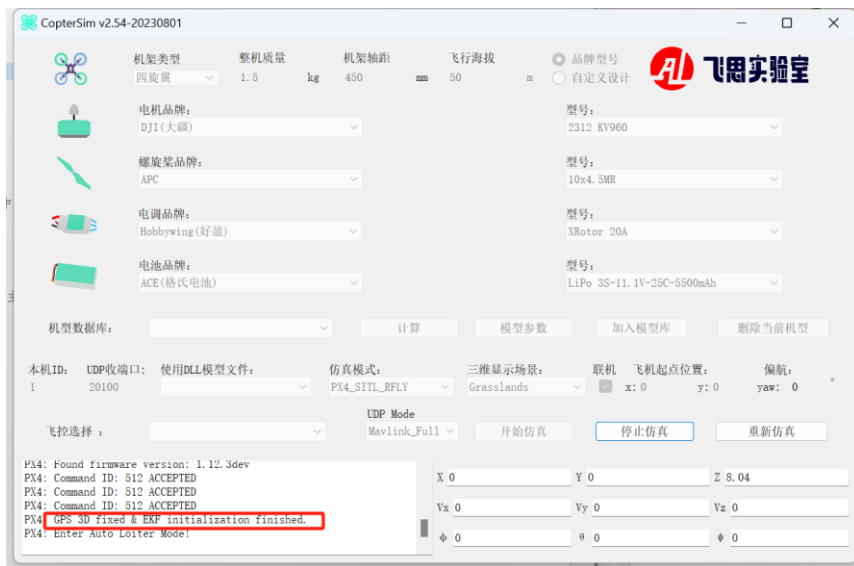 CopterSim v2.54-20230801
机架类型 整机质量 机架轴距 飞行海拔 品牌型号
四旋翼 1.5 kg 450 mm 50 m 自定义设计
飞思实验室
电机品牌： 型号：
DJI(大疆) 2312 KV960
螺旋桨品牌： 型号：
APC 10x4.5MR
电调品牌： 型号：
Hobbywing(好盈) XRotor 20A
电池品牌： 型号：
ACE(格氏电池) LiPo 3S-11.1V-25C-5500mAh
机型数据库： 计算 模型参数 加入模型库 删除当前机型
本机ID: UDP收端口: 使用DLL模型文件: 仿真模式: 三维显示场景: 联机 飞机起点位置: 偏航:
1 20100 PX4_SITL_RFLY Grasslands x: 0 y: 0 yaw: 0 °
UDP Mode
飞控选择 ： Mavlink_Full 开始仿真 停止仿真 重新仿真
PX4: Found firmware version: 1.12.3dev
PX4: Command ID: 512 ACCEPTED
PX4: Command ID: 512 ACCEPTED
PX4: Command ID: 512 ACCEPTED
PX4: GPS 3D fixed & EKF initialization finished.
PX4: Enter Auto Loiter Mode!
X 0 Y 0 Z 8.04
Vx 0 Vy 0 Vz 0
ϕ 0 θ 0 ψ 0